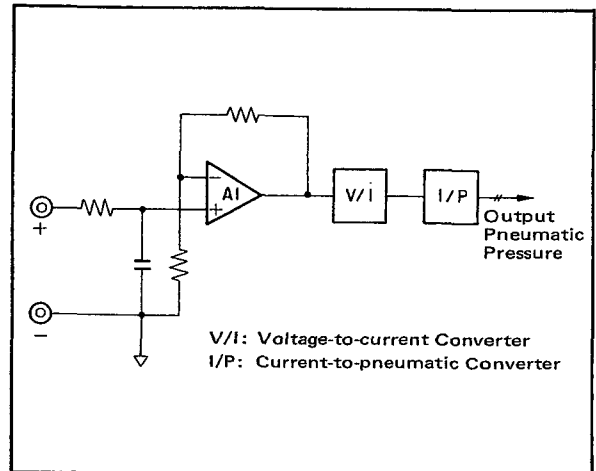 A1
V/i
I/P
+
−
+
−
Output
Pneumatic
Pressure
V/I: Voltage-to-current Converter
I/P: Current-to-pneumatic Converter